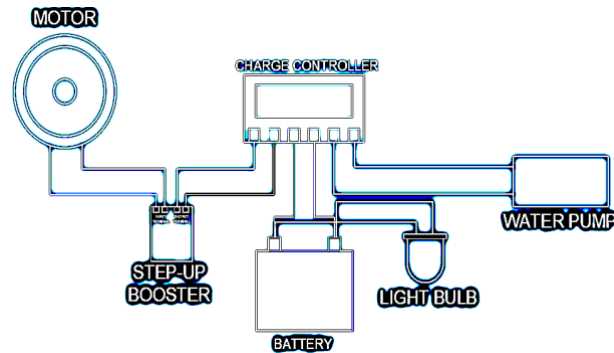 MOTOR
CHARGE CONTROLLER
WATER PUMP
STEP-UP
BOOSTER
LIGHT BULB
BATTERY